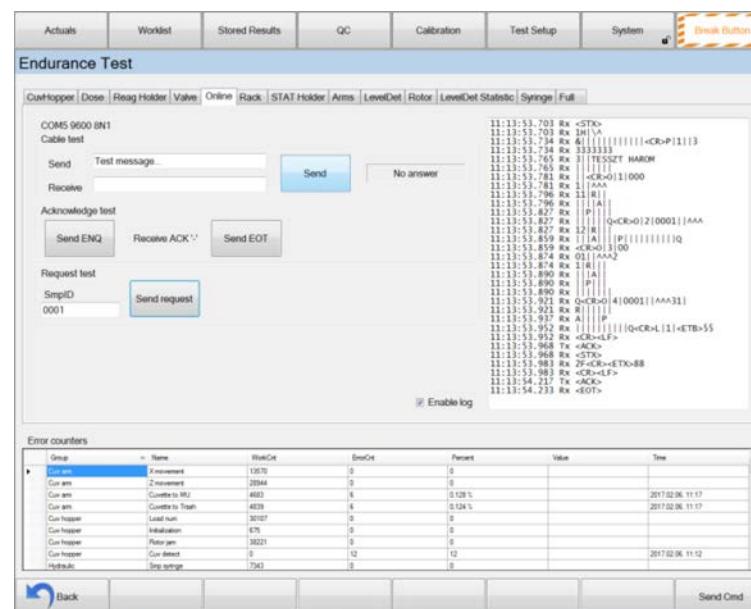 Actuals Worklist Stored Results QC Calibration Test Setup System Break Button
Endurance Test
CuvHopper Dose Reag Holder Valve Online Rack STAT Holder Arms LevelDet Rotor LevelDet Statistic Syringe Full
COM5 9600 8N1
Cable test
Send Test message... Send No answer
Receive
Acknowledge test
Send ENQ Receive ACK '-' Send EOT
Request test
SmpID
0001
Send request
Enable log
11:13:53.703 Rx <STX>
11:13:53.703 Rx 1H|\^
11:13:53.734 Rx &||||||||||||<CR>P|1||3
11:13:53.734 Rx 3333333
11:13:53.765 Rx 3||TESSZT HAROM
11:13:53.765 Rx |||||||
11:13:53.781 Rx ||<CR>O|1|000
11:13:53.781 Rx 1||^^^
11:13:53.796 Rx 11|R||
11:13:53.796 Rx ||||A||
11:13:53.827 Rx ||P||||
11:13:53.827 Rx ||||||Q<CR>O|2|0001||^^^
11:13:53.827 Rx 12|R||
11:13:53.859 Rx |||A||||P||||||||||Q
11:13:53.859 Rx <CR>O|3|00
11:13:53.874 Rx 01||^^^2
11:13:53.874 Rx 1|R|||
11:13:53.890 Rx |||A||
11:13:53.890 Rx ||P|||
11:13:53.890 Rx |||||||
11:13:53.921 Rx Q<CR>O|4|0001||^^^31|
11:13:53.921 Rx R||||||
11:13:53.937 Rx A||||P
11:13:53.952 Rx ||||||||||Q<CR>L|1|<ETB>55
11:13:53.952 Rx <CR><LF>
11:13:53.968 Tx <ACK>
11:13:53.968 Rx <STX>
11:13:53.983 Rx 2F<CR><ETX>88
11:13:53.983 Rx <CR><LF>
11:13:54.217 Tx <ACK>
11:13:54.233 Rx <EOT>
Error counters
Group Name WorkCnt ErrorCnt Percent Value Time
Cuv arm X movement 13570 0 0
Cuv arm Z movement 28944 0 0
Cuv arm Cuvette to MU 4683 6 0.128 % 2017.02.06. 11:17
Cuv arm Cuvette to Trash 4839 6 0.124 % 2017.02.06. 11:17
Cuv hopper Load num 30107 0 0
Cuv hopper Initialization 675 0 0
Cuv hopper Rotor jam 38221 0 0
Cuv hopper Cuv detect 0 12 12 2017.02.06. 11:12
Hydraulic Smp syringe 7343 0 0
Back Send Cmd